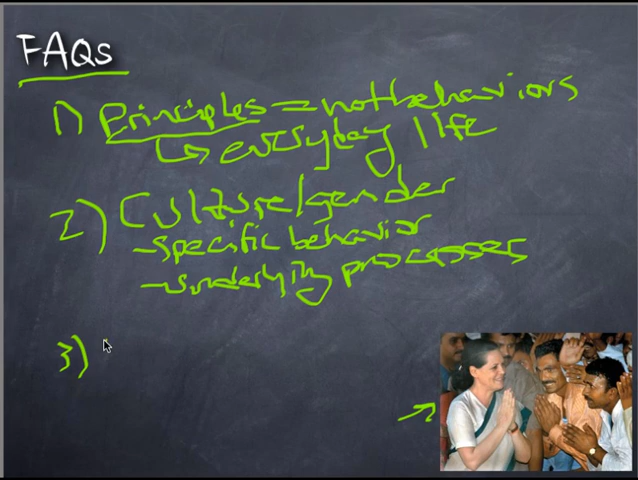 FAQs
1) Principles = not behaviors
↳ everyday life
2) Culture/gender
- specific behavior
- underlying processes
3)